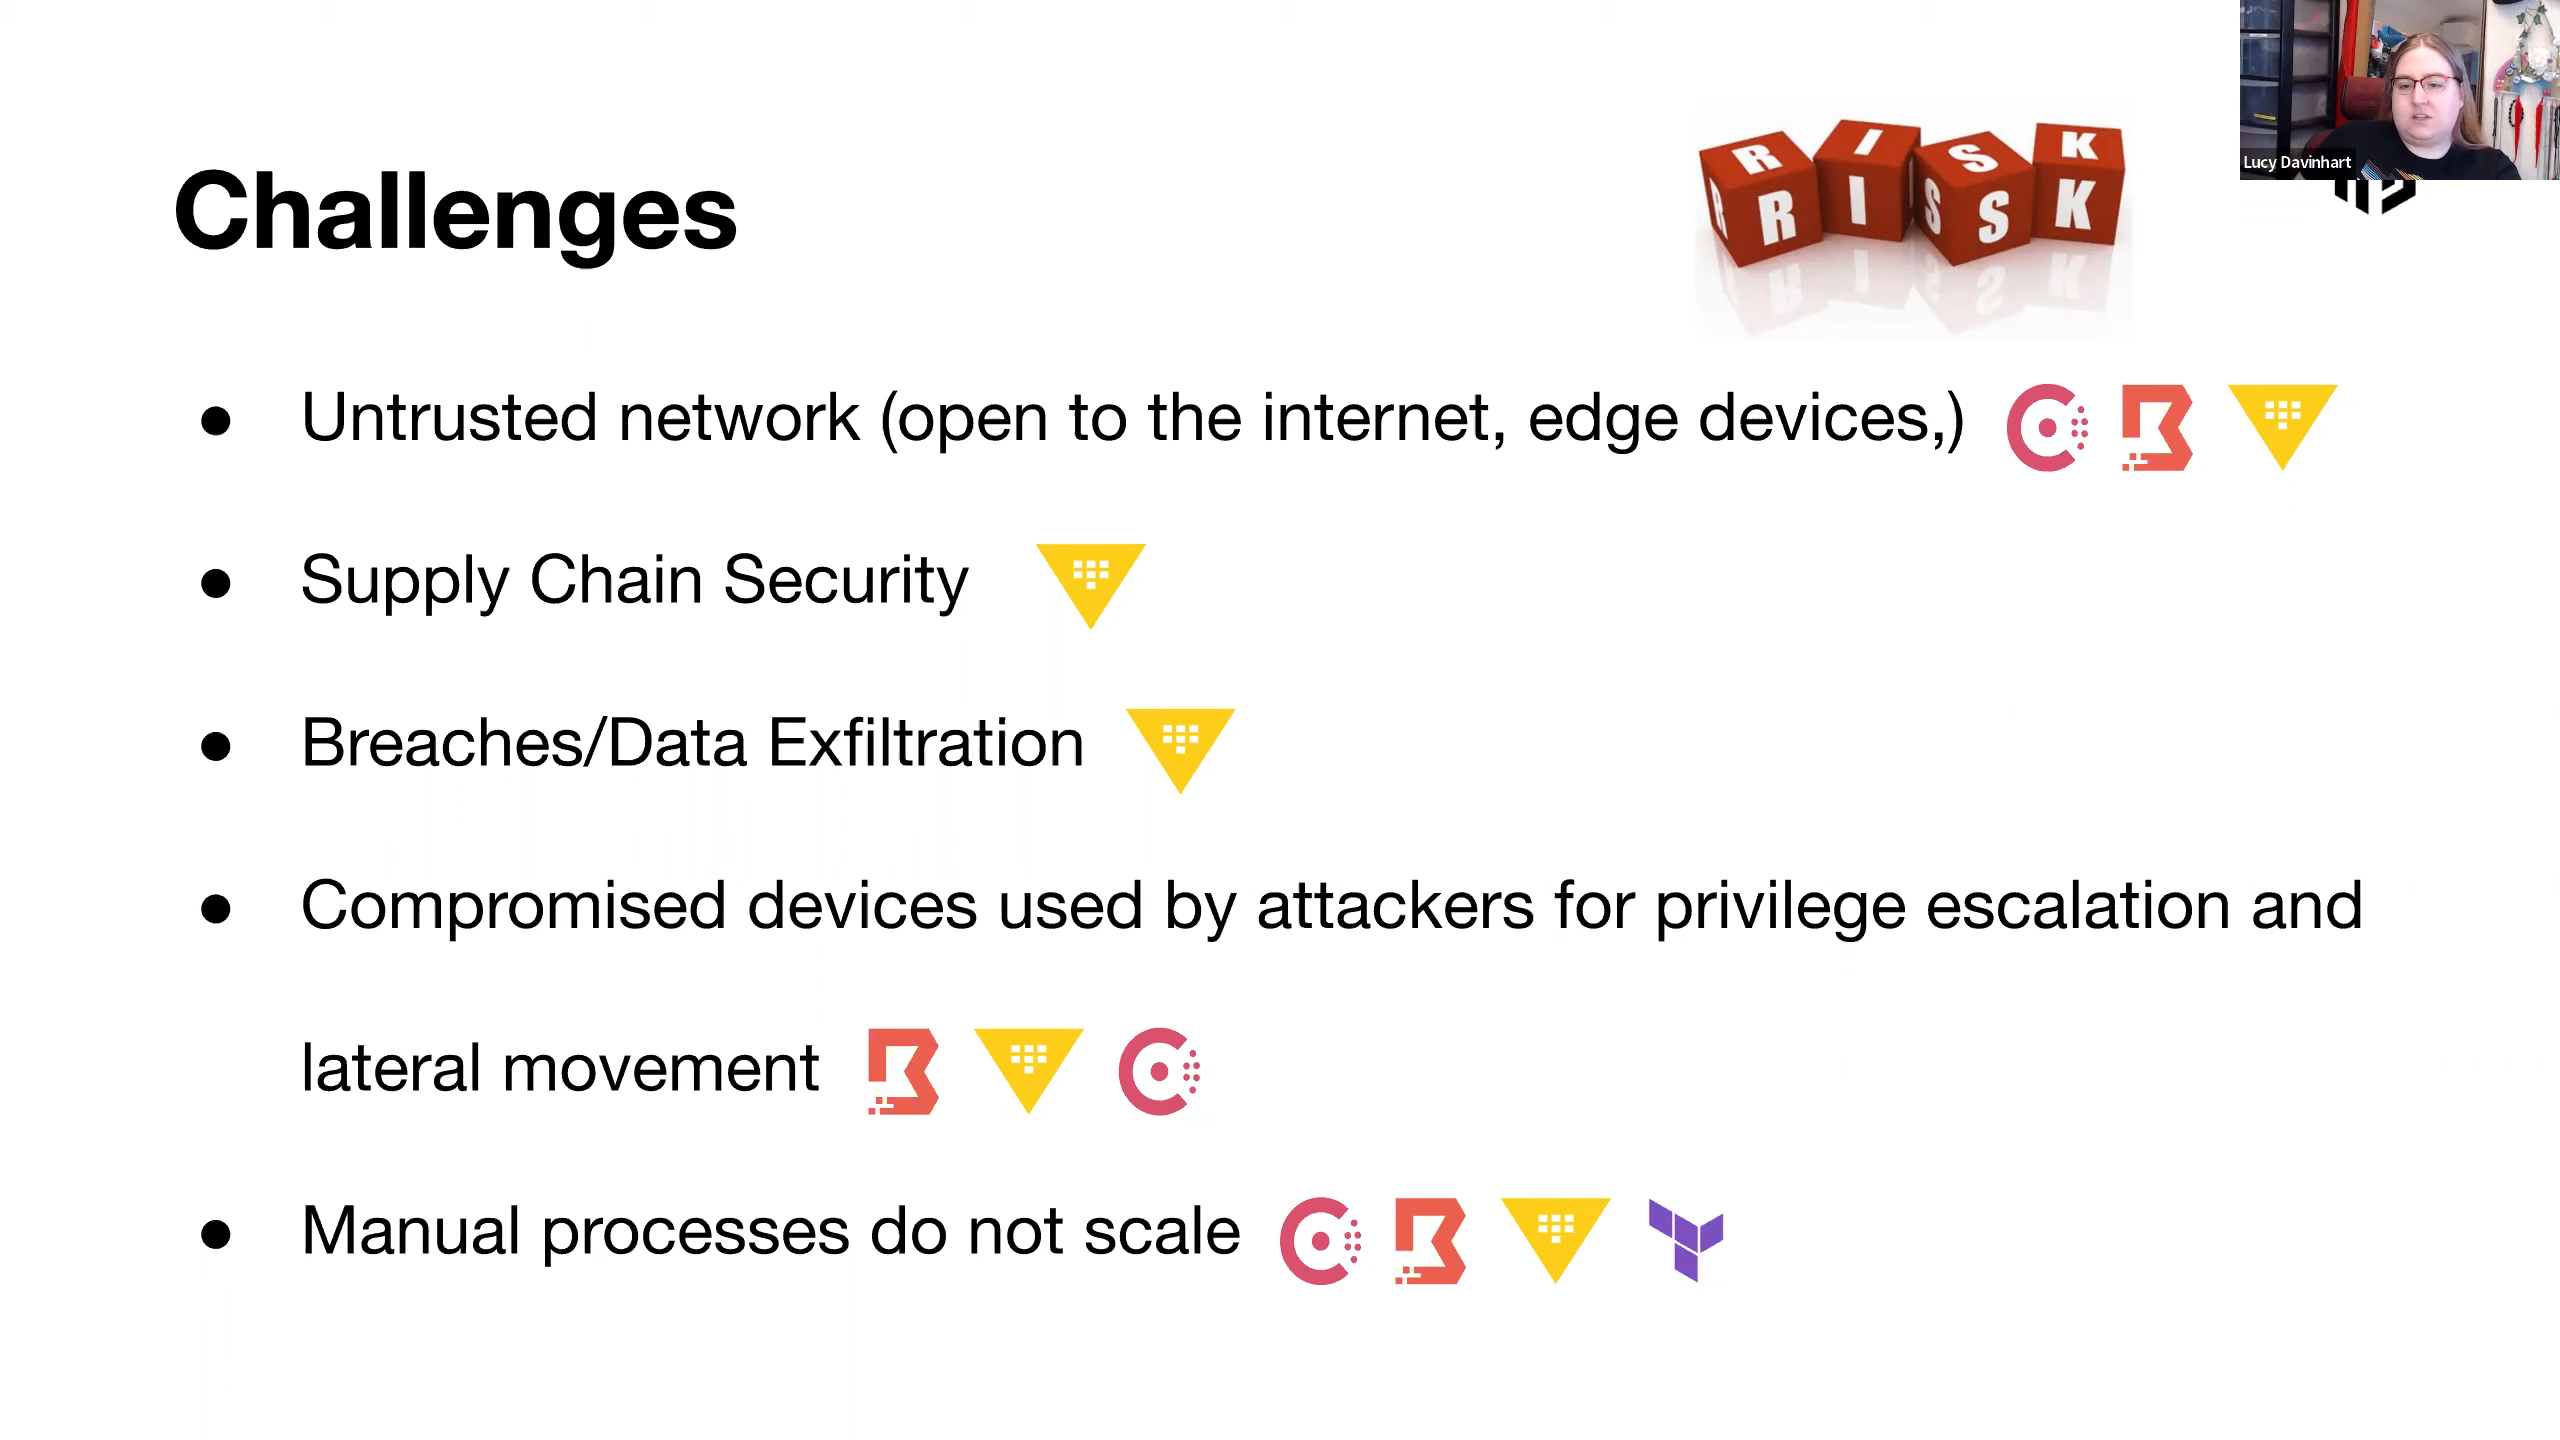 Challenges
R I S K
R R I S S K
Lucy Davinhart
● Untrusted network (open to the internet, edge devices,)
● Supply Chain Security
● Breaches/Data Exfiltration
● Compromised devices used by attackers for privilege escalation and
lateral movement
● Manual processes do not scale